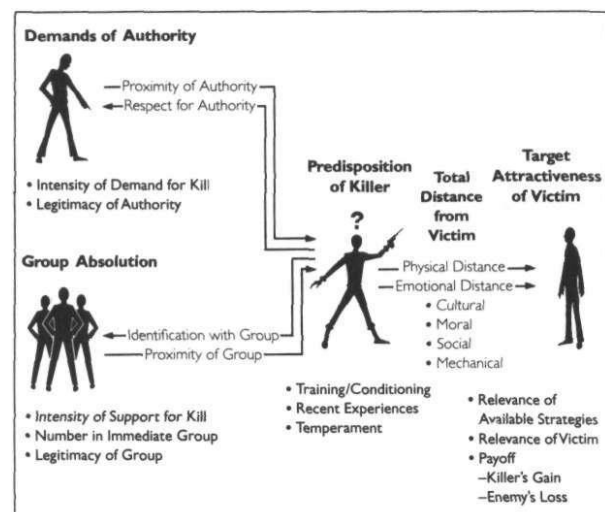 Demands of Authority
Proximity of Authority
Respect for Authority
• Intensity of Demand for Kill
• Legitimacy of Authority
Group Absolution
Identification with Group
Proximity of Group
• Intensity of Support for Kill
• Number in Immediate Group
• Legitimacy of Group
Predisposition
of Killer
?
• Training/Conditioning
• Recent Experiences
• Temperament
Total
Distance
from
Victim
Physical Distance
Emotional Distance
• Cultural
• Moral
• Social
• Mechanical
Target
Attractiveness
of Victim
• Relevance of
Available Strategies
• Relevance of Victim
• Payoff
–Killer's Gain
–Enemy's Loss